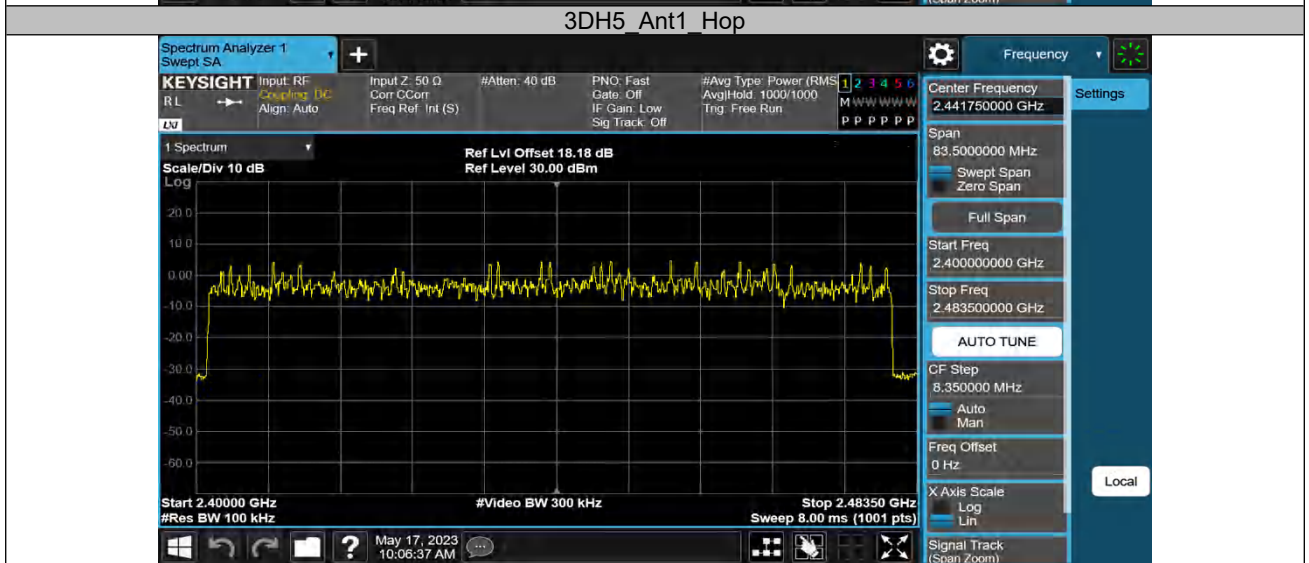 (Span Zoom)
3DH5_Ant1_Hop
Spectrum Analyzer 1
Swept SA
Frequency
KEYSIGHT
RL
LXI
Input: RF
Coupling: DC
Align: Auto
Input Z: 50 Ω
Corr CCorr
Freq Ref: Int (S)
#Atten: 40 dB
PNO: Fast
Gate: Off
IF Gain: Low
Sig Track: Off
#Avg Type: Power (RMS
Avg|Hold: 1000/1000
Trig: Free Run
1 2 3 4 5 6
M W W W W W
P P P P P P
1 Spectrum
Scale/Div 10 dB
Ref Lvl Offset 18.18 dB
Ref Level 30.00 dBm
Log
20.0
10.0
0.00
-10.0
-20.0
-30.0
-40.0
-50.0
-60.0
Start 2.40000 GHz
#Res BW 100 kHz
#Video BW 300 kHz
Stop 2.48350 GHz
Sweep 8.00 ms (1001 pts)
May 17, 2023
10:06:37 AM
Center Frequency
2.441750000 GHz
Settings
Span
83.5000000 MHz
Swept Span
Zero Span
Full Span
Start Freq
2.400000000 GHz
Stop Freq
2.483500000 GHz
AUTO TUNE
CF Step
8.350000 MHz
Auto
Man
Freq Offset
0 Hz
X Axis Scale
Log
Lin
Local
Signal Track
(Span Zoom)